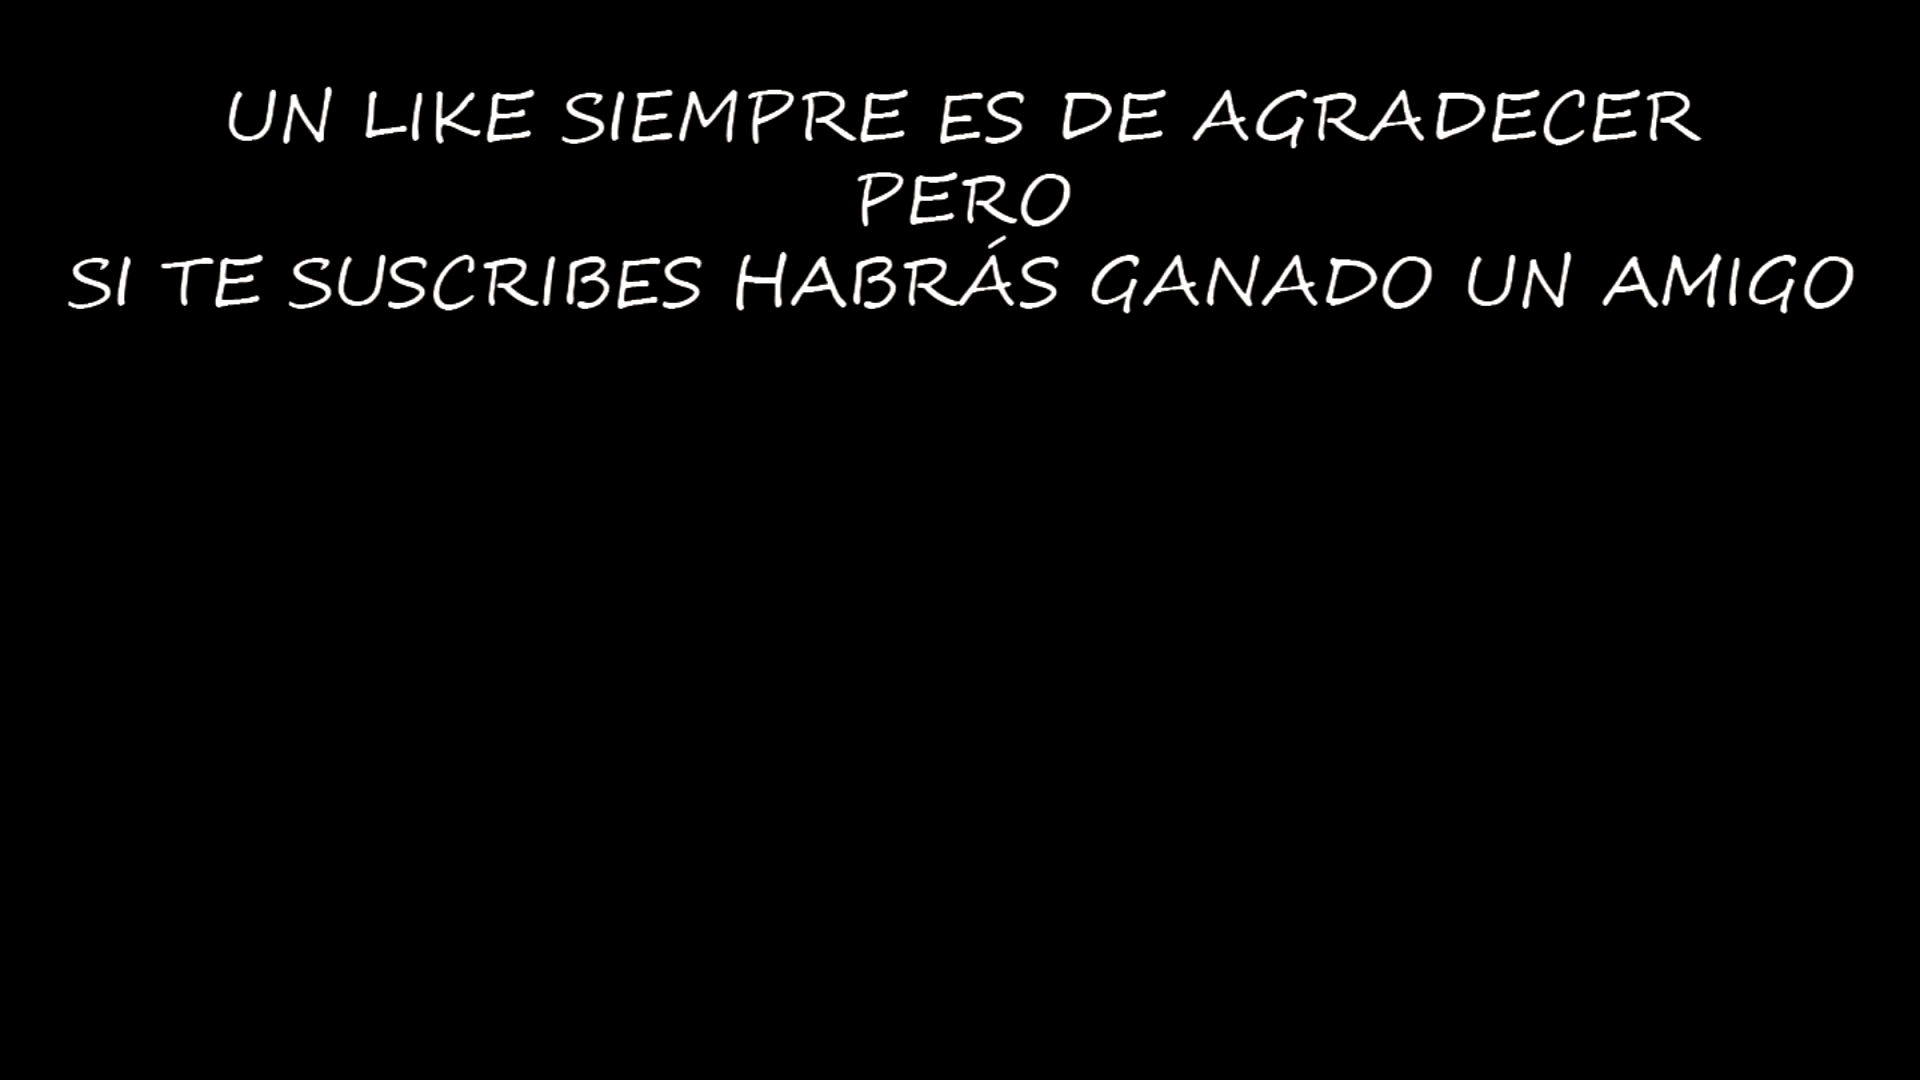 UN LIKE SIEMPRE ES DE AGRADECER
PERO
SI TE SUSCRIBES HABRÁS GANADO UN AMIGO